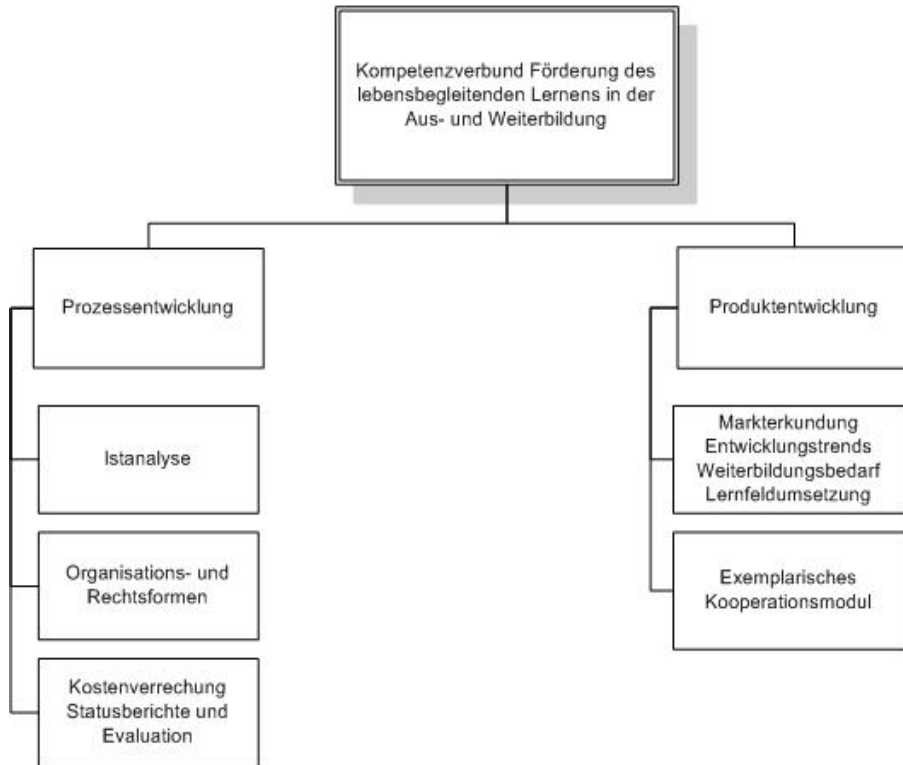 Kompetenzverbund Förderung des
lebensbegleitenden Lernens in der
Aus- und Weiterbildung
Prozessentwicklung
Produktentwicklung
Istanalyse
Markterkundung
Entwicklungstrends
Weiterbildungsbedarf
Lernfeldumsetzung
Organisations- und
Rechtsformen
Exemplarisches
Kooperationsmodul
Kostenverrechung
Statusberichte und
Evaluation